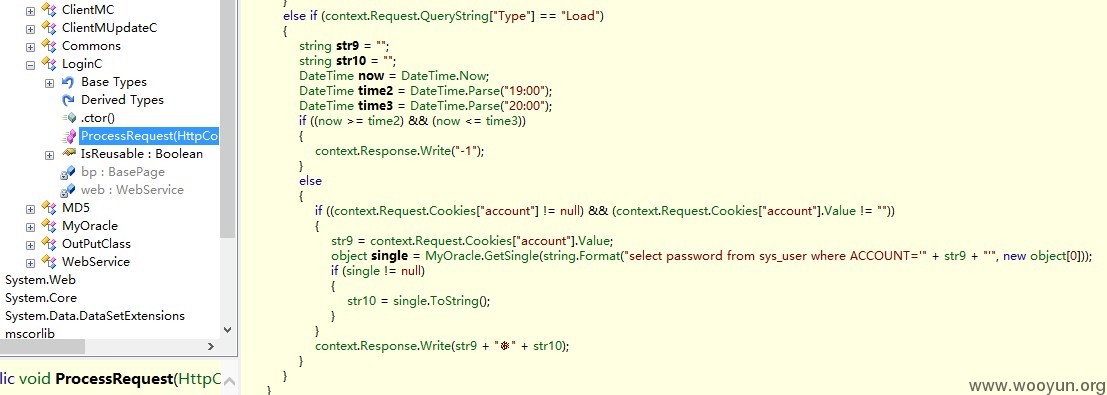 ClientMC
ClientMUpdateC
Commons
LoginC
Base Types
Derived Types
.ctor()
ProcessRequest(HttpCo
IsReusable : Boolean
bp : BasePage
web : WebService
MD5
MyOracle
OutPutClass
WebService
System.Web
System.Core
System.Data.DataSetExtensions
mscorlib
lic void ProcessRequest(HttpC
}
else if (context.Request.QueryString["Type"] == "Load")
{
string str9 = "";
string str10 = "";
DateTime now = DateTime.Now;
DateTime time2 = DateTime.Parse("19:00");
DateTime time3 = DateTime.Parse("20:00");
if ((now >= time2) && (now <= time3))
{
context.Response.Write("-1");
}
else
{
if ((context.Request.Cookies["account"] != null) && (context.Request.Cookies["account"].Value != ""))
{
str9 = context.Request.Cookies["account"].Value;
object single = MyOracle.GetSingle(string.Format("select password from sys_user where ACCOUNT='" + str9 + "'", new object[0]));
if (single != null)
{
str10 = single.ToString();
}
}
context.Response.Write(str9 + "❅" + str10);
}
}
}
www.wooyun.org